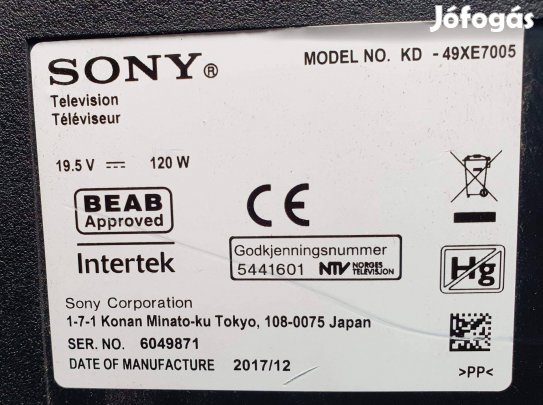 Jófogás
SONY®
MODEL NO. KD - 49XE7005
Television
Téléviseur
19.5 V 120 W
BEAB
Approved
CE
Intertek
Godkjenningsnummer
5441601 NTV NORGES
TELEVISJON
Hg
Sony Corporation
1-7-1 Konan Minato-ku Tokyo, 108-0075 Japan
SER. NO. 6049871
DATE OF MANUFACTURE 2017/12
>PP<